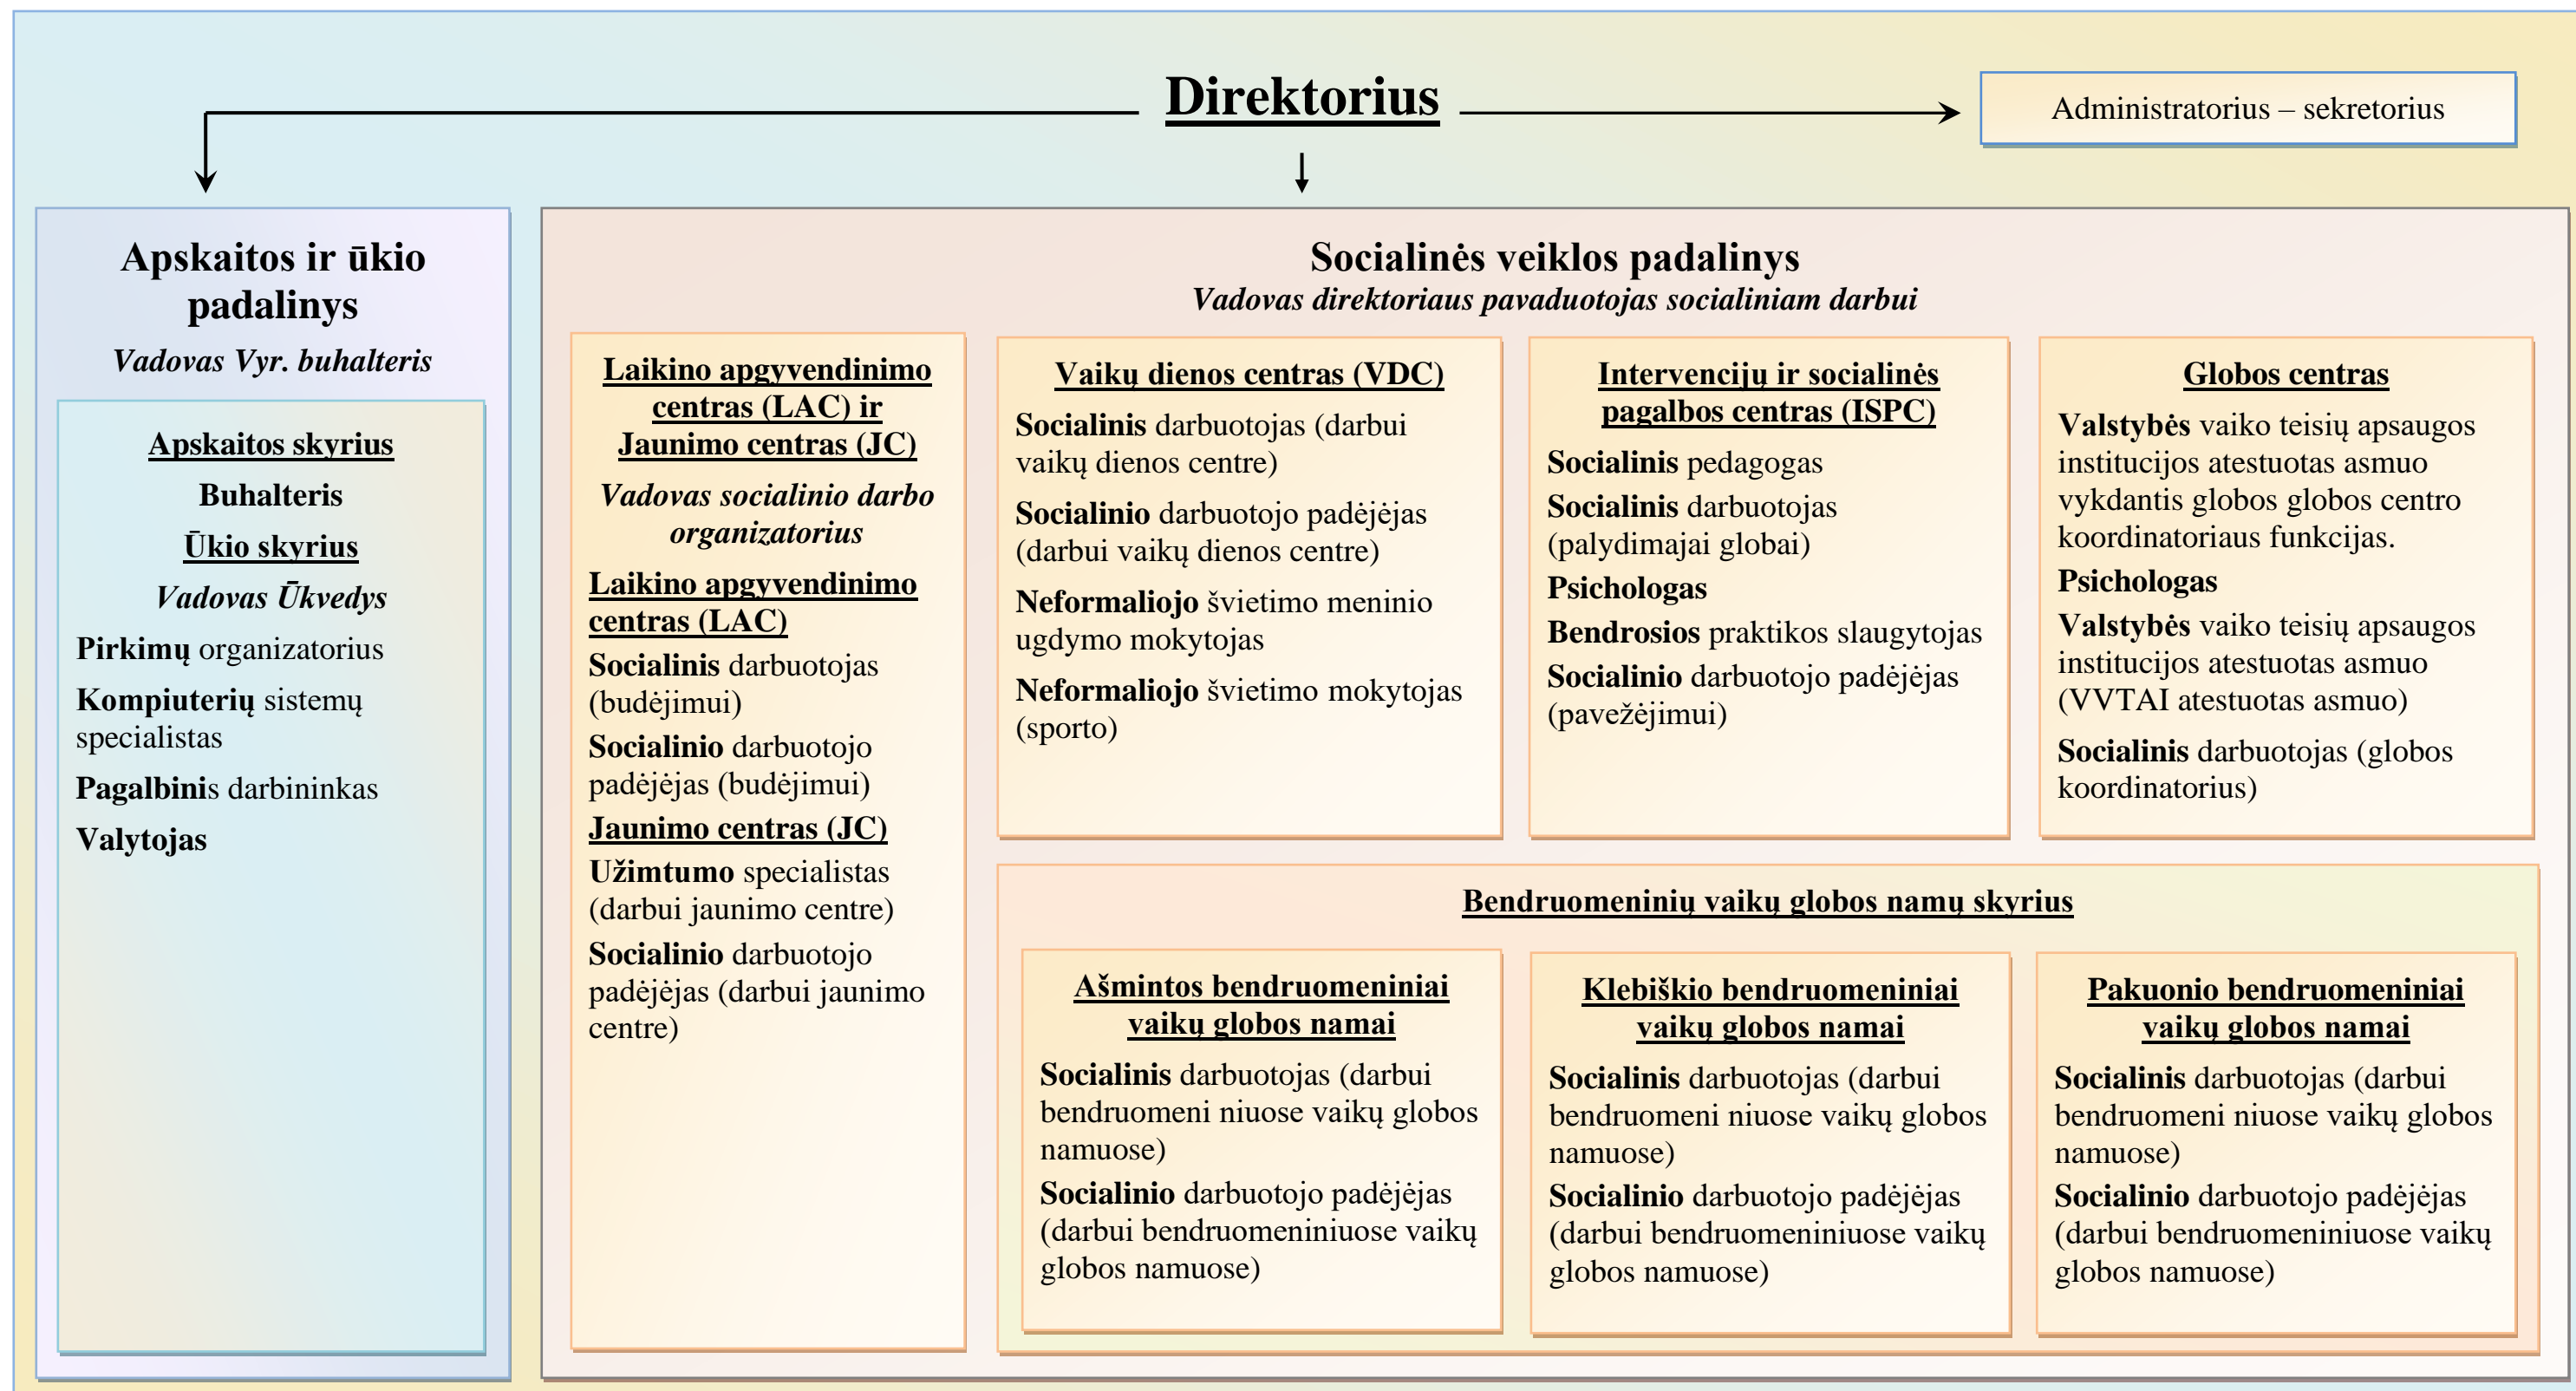 Direktorius
Administratorius – sekretorius
Apskaitos ir ūkio
padalinys
Vadovas Vyr. buhalteris
Apskaitos skyrius
Buhalteris
Ūkio skyrius
Vadovas Ūkvedys
Pirkimų organizatorius
Kompiuterių sistemų
specialistas
Pagalbinis darbininkas
Valytojas
Socialinės veiklos padalinys
Vadovas direktoriaus pavaduotojas socialiniam darbui
Laikino apgyvendinimo
centras (LAC) ir
Jaunimo centras (JC)
Vadovas socialinio darbo
organizatorius
Laikino apgyvendinimo
centras (LAC)
Socialinis darbuotojas
(budėjimui)
Socialinio darbuotojo
padėjėjas (budėjimui)
Jaunimo centras (JC)
Užimtumo specialistas
(darbui jaunimo centre)
Socialinio darbuotojo
padėjėjas (darbui jaunimo
centre)
Vaikų dienos centras (VDC)
Socialinis darbuotojas (darbui
vaikų dienos centre)
Socialinio darbuotojo padėjėjas
(darbui vaikų dienos centre)
Neformaliojo švietimo meninio
ugdymo mokytojas
Neformaliojo švietimo mokytojas
(sporto)
Intervencijų ir socialinės
pagalbos centras (ISPC)
Socialinis pedagogas
Socialinis darbuotojas
(palydimajai globai)
Psichologas
Bendrosios praktikos slaugytojas
Socialinio darbuotojo padėjėjas
(pavežėjimui)
Globos centras
Valstybės vaiko teisių apsaugos
institucijos atestuotas asmuo
vykdantis globos globos centro
koordinatoriaus funkcijas.
Psichologas
Valstybės vaiko teisių apsaugos
institucijos atestuotas asmuo
(VVTAI atestuotas asmuo)
Socialinis darbuotojas (globos
koordinatorius)
Bendruomeninių vaikų globos namų skyrius
Ašmintos bendruomeniniai
vaikų globos namai
Socialinis darbuotojas (darbui
bendruomeni niuose vaikų globos
namuose)
Socialinio darbuotojo padėjėjas
(darbui bendruomeniniuose vaikų
globos namuose)
Klebiškio bendruomeniniai
vaikų globos namai
Socialinis darbuotojas (darbui
bendruomeni niuose vaikų globos
namuose)
Socialinio darbuotojo padėjėjas
(darbui bendruomeniniuose vaikų
globos namuose)
Pakuonio bendruomeniniai
vaikų globos namai
Socialinis darbuotojas (darbui
bendruomeni niuose vaikų globos
namuose)
Socialinio darbuotojo padėjėjas
(darbui bendruomeniniuose vaikų
globos namuose)